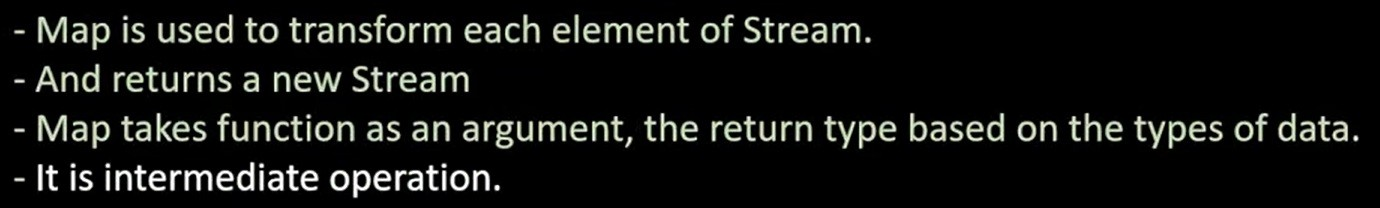 - Map is used to transform each element of Stream.
- And returns a new Stream
- Map takes function as an argument, the return type based on the types of data.
- It is intermediate operation.